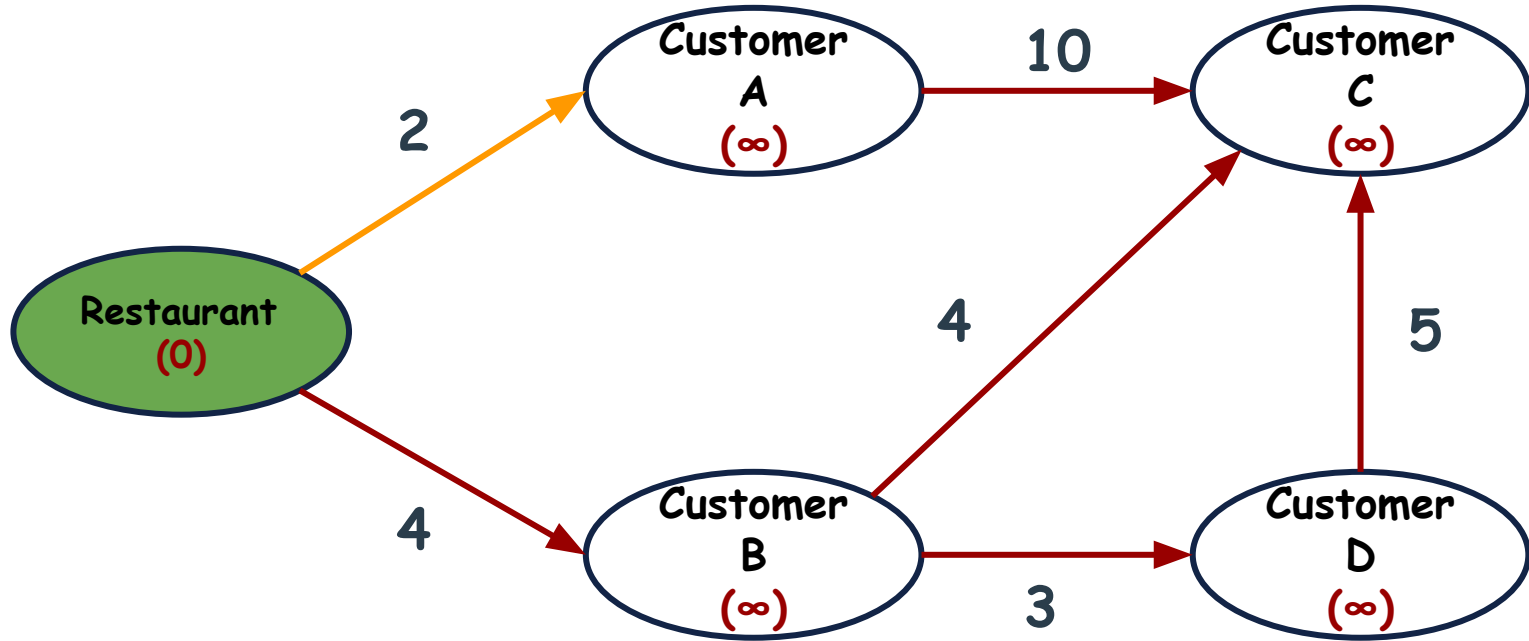 Customer
A
(∞)
10
Customer
C
(∞)
2
Restaurant
(0)
4
5
4
Customer
B
(∞)
3
Customer
D
(∞)